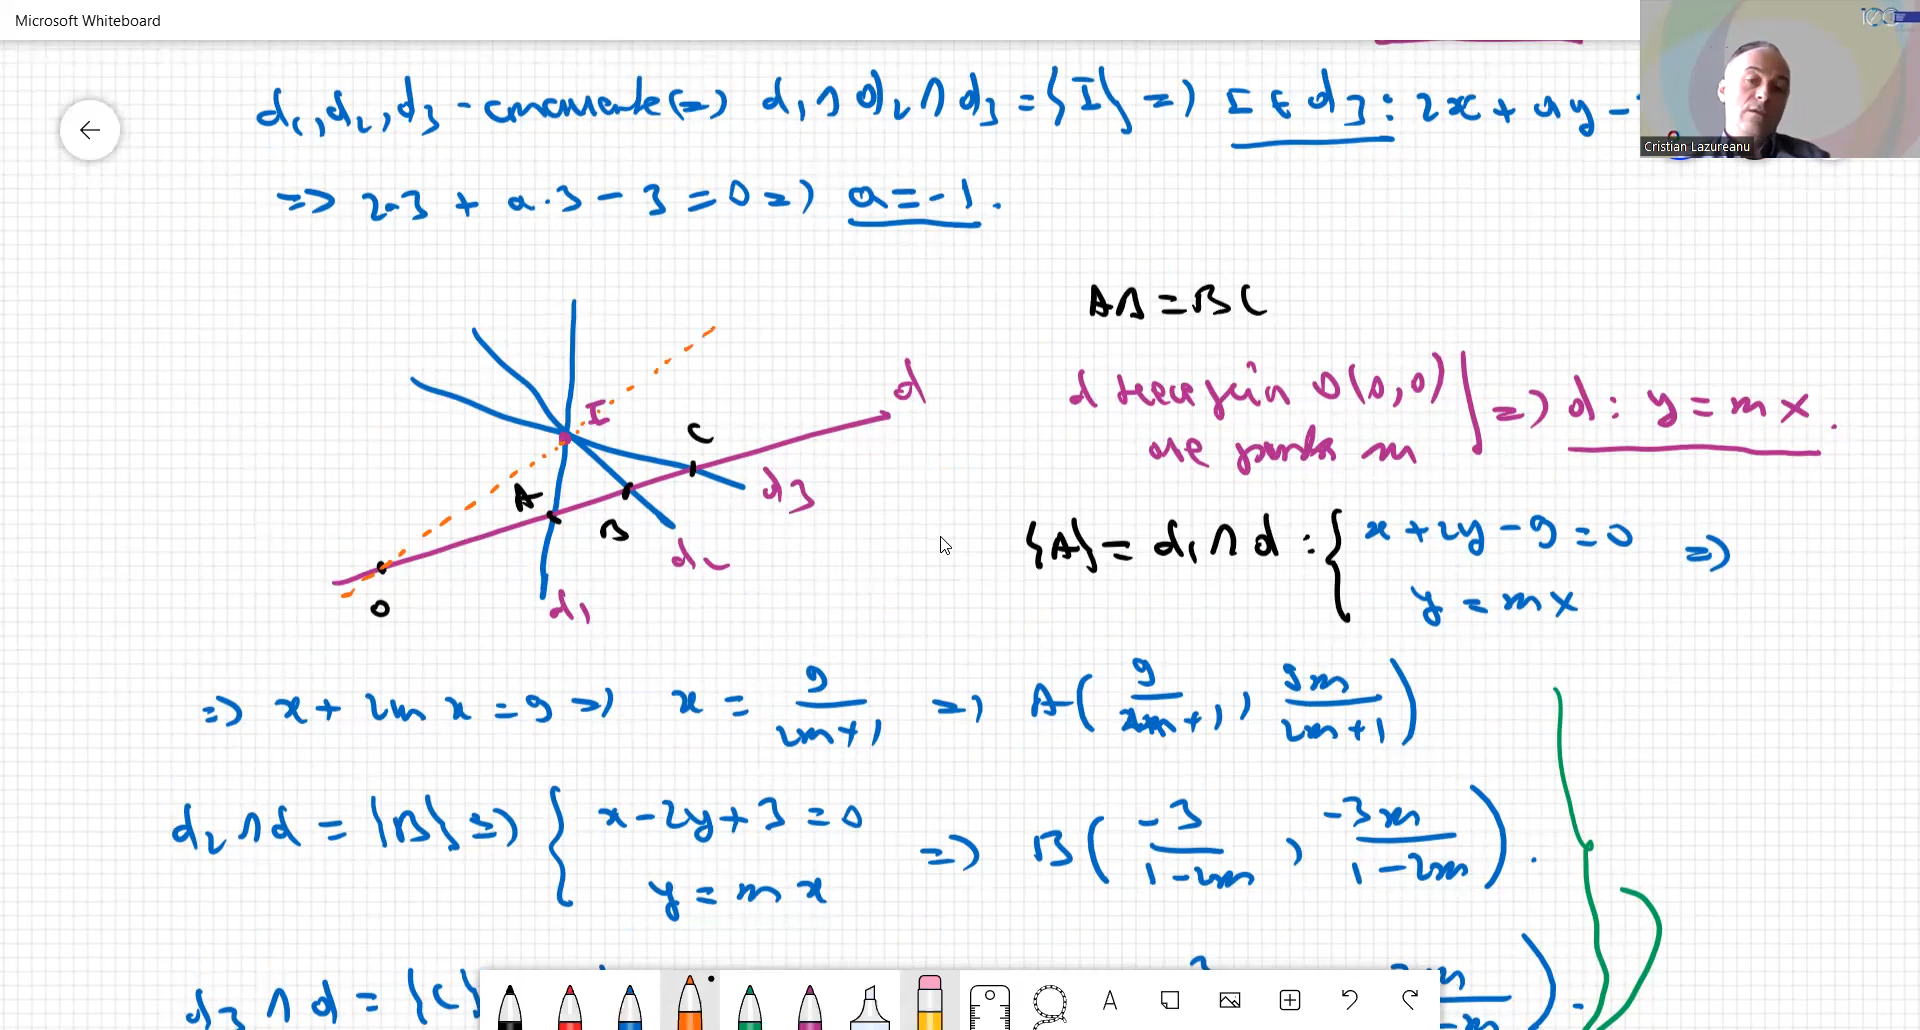 Microsoft Whiteboard
Cristian Lazureanu
d₁, d₂, d₃ - concurente (=) d₁ ∩ d₂ ∩ d₃ = {I} =) I ∈ d₃ : 2x + ay -
=> 2·3 + a·3 - 3 = 0 =) a = -1.
AB = BC
d trece prin O(0,0)
are panta m
=) d: y = mx.
I
d
C
A
B
d₃
d₂
d₁
O
{A} = d₁ ∩ d : { x + 2y - 9 = 0 =)
y = mx
=) x + 2mx = 9 =) x = 9/(2m+1) =) A(9/(2m+1), 9m/(2m+1))
d₂ ∩ d = {B} =) { x - 2y + 3 = 0
y = mx
=) B(-3/(1-2m), -3m/(1-2m)).
d₃ ∩ d = {C}